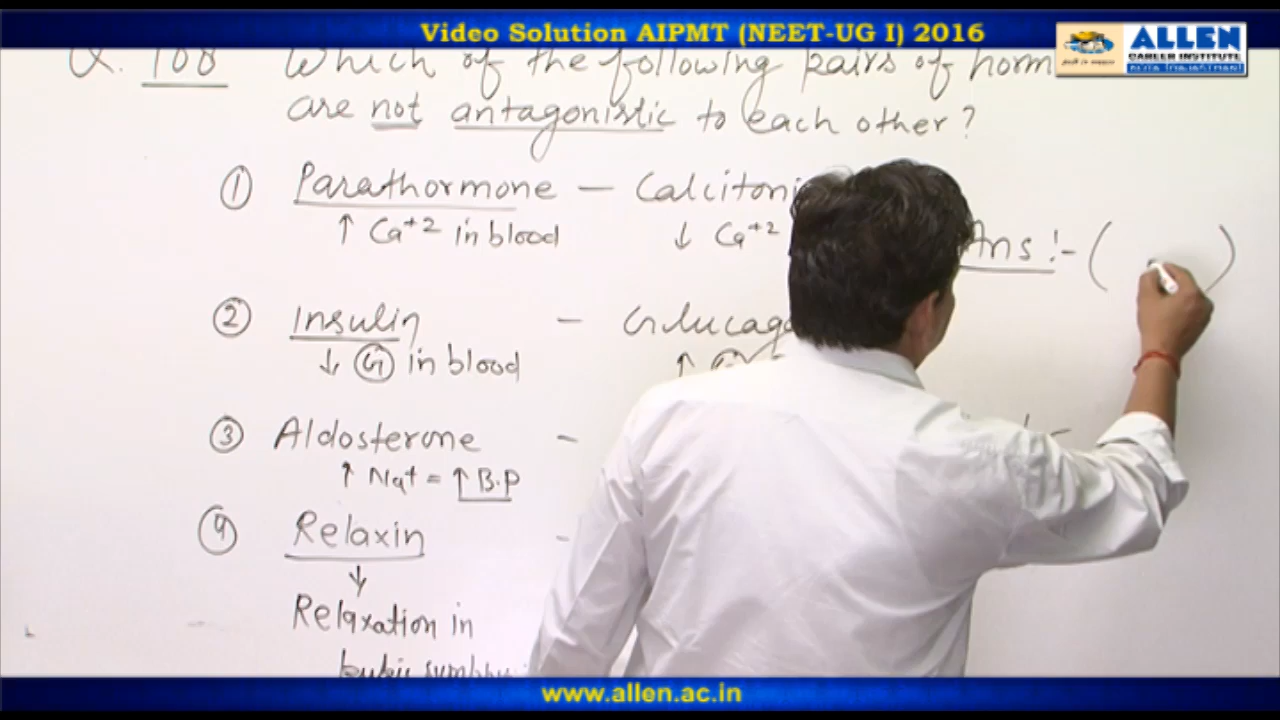 Video Solution AIPMT (NEET-UG I) 2016
ALLEN
CAREER INSTITUTE
Q. 108 Which of the following pairs of horm
are not antagonistic to each other?
① Parathormone – Calcitoni
↑ Ca+2 in blood ↓ Ca+2
Ans :- ( )
② Insulin – Glucago
↓ G in blood ↑ G
③ Aldosterone –
↑ Na+ = ↑ B.P
④ Relaxin –
↓
Relaxation in
www.allen.ac.in